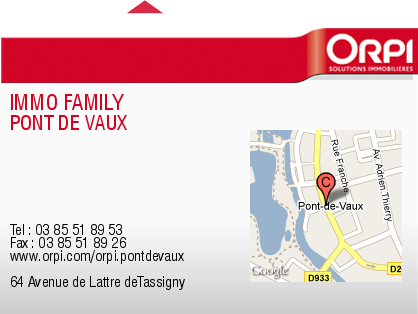 ORPI
SOLUTIONS IMMOBILIÈRES
IMMO FAMILY
PONT DE VAUX
Tel : 03 85 51 89 53
Fax : 03 85 51 89 26
www.orpi.com/orpi.pontdevaux
64 Avenue de Lattre deTassigny
Rue Franche
Av. Adrien Thierry
C
Pont-de-Vaux
Google
D933
D2